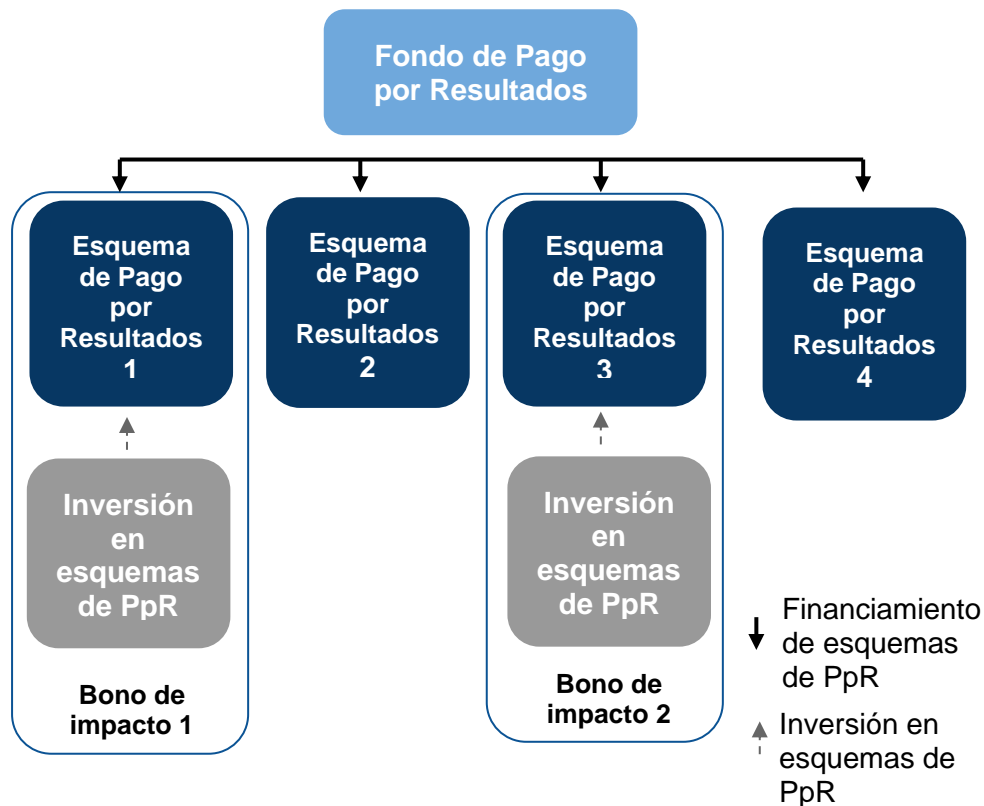 Fondo de Pago
por Resultados
Esquema
de Pago
por
Resultados
1
Esquema
de Pago
por
Resultados
2
Esquema
de Pago
por
Resultados
3
Esquema
de Pago
por
Resultados
4
Inversión
en
esquemas
de PpR
Inversión
en
esquemas
de PpR
Bono de
impacto 1
Bono de
impacto 2
Financiamiento
de esquemas
de PpR
Inversión en
esquemas de
PpR